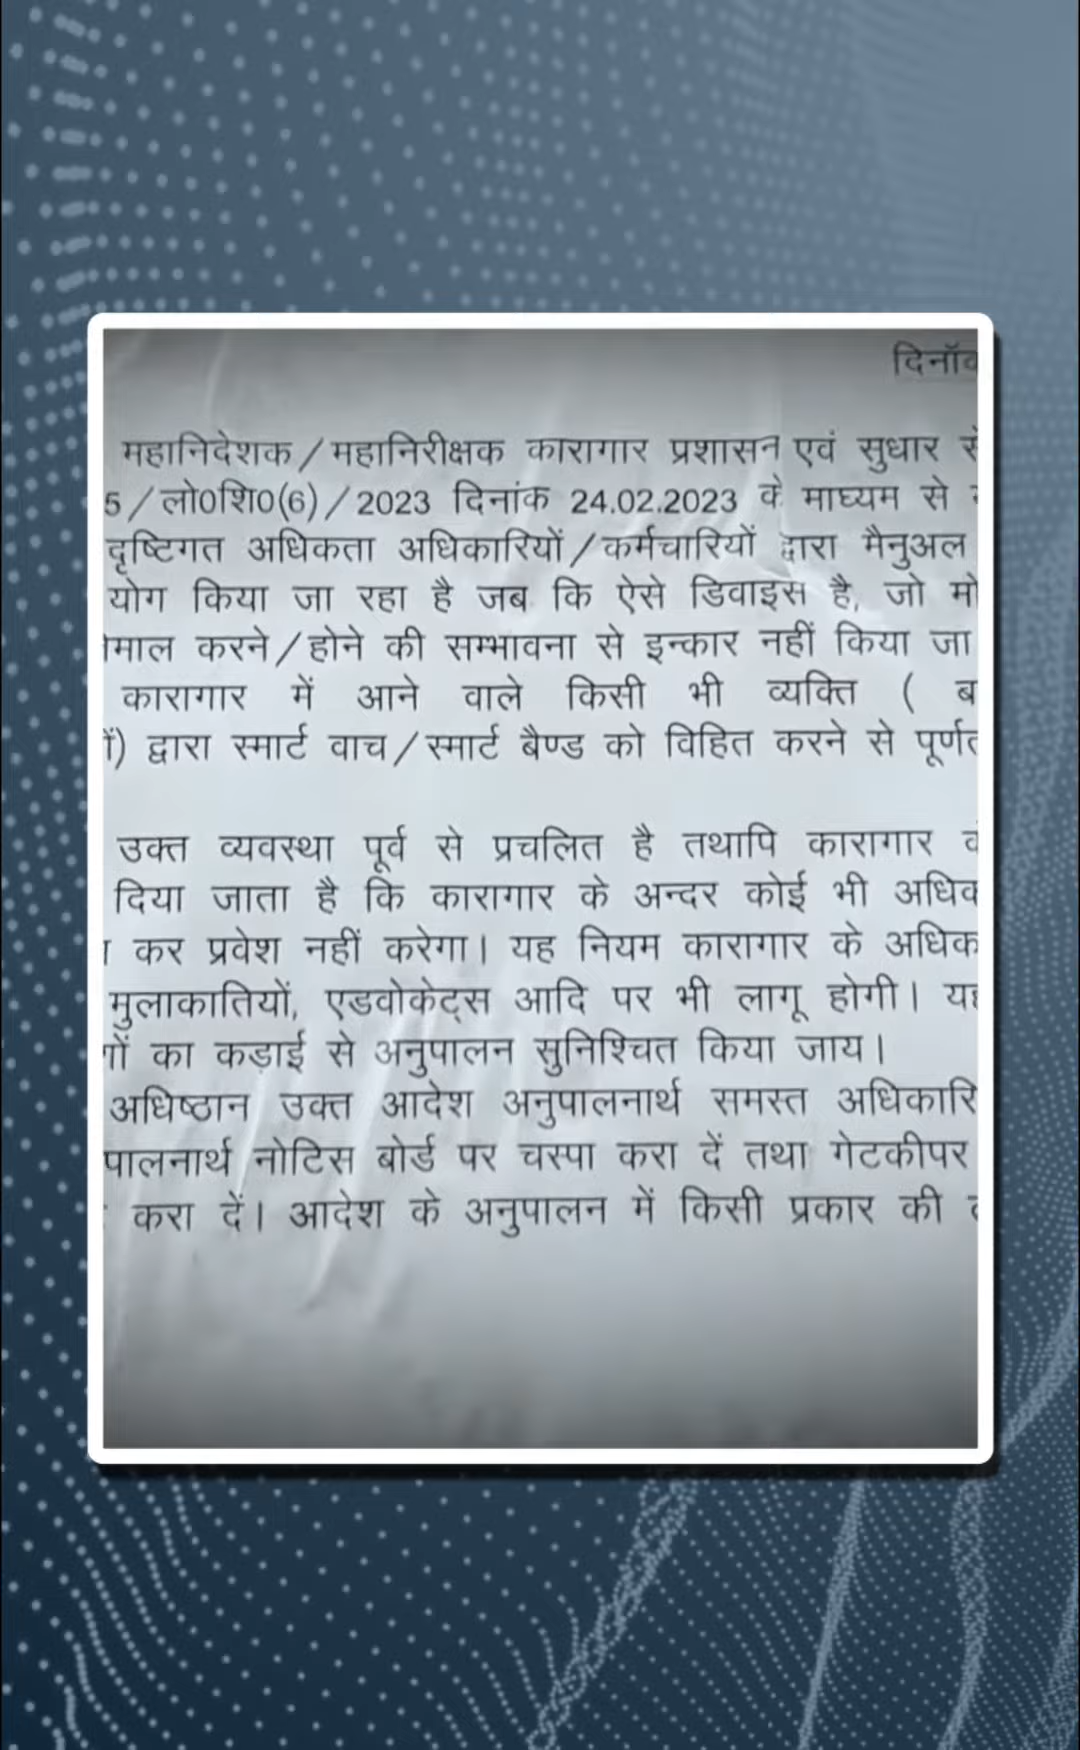 महानिदेशक/महानिरीक्षक कारागार प्रशासन एवं सुधार
5/लो0शि0(6)/2023 दिनांक 24.02.2023 के माध्यम से
दृष्टिगत अधिकता अधिकारियों/कर्मचारियों द्वारा मैनुअल
योग किया जा रहा है जब कि ऐसे डिवाइस है, जो मो
माल करने/होने की सम्भावना से इन्कार नहीं किया जा
कारागार में आने वाले किसी भी व्यक्ति ( ब
) द्वारा स्मार्ट वाच/स्मार्ट बैण्ड को विहित करने से पूर्णत
उक्त व्यवस्था पूर्व से प्रचलित है तथापि कारागार
दिया जाता है कि कारागार के अन्दर कोई भी अधिक
कर प्रवेश नहीं करेगा। यह नियम कारागार के अधिक
मुलाकातियों, एडवोकेट्स आदि पर भी लागू होगी। यह
का कड़ाई से अनुपालन सुनिश्चित किया जाय।
अधिष्ठान उक्त आदेश अनुपालनार्थ समस्त अधिकारि
पालनार्थ नोटिस बोर्ड पर चस्पा करा दें तथा गेटकीपर
करा दें। आदेश के अनुपालन में किसी प्रकार की